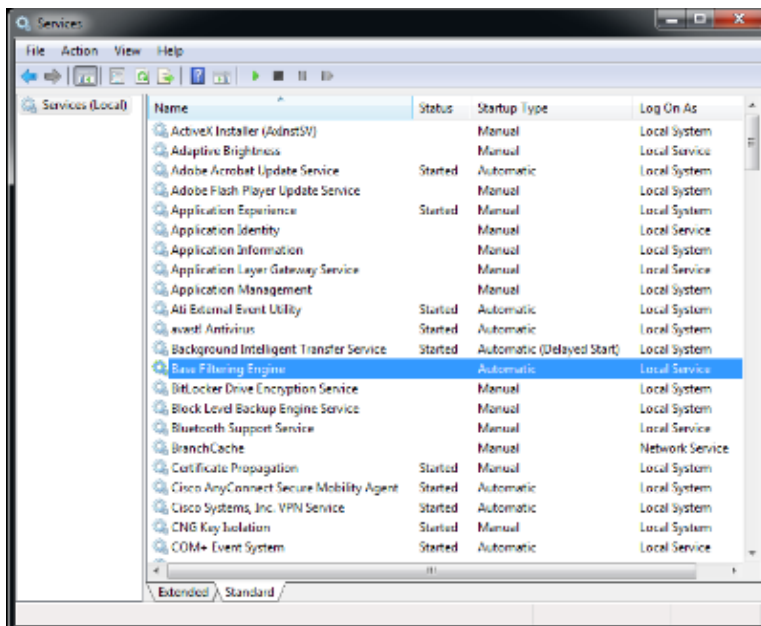 Services
File Action View Help
Services (Local)
Name Status Startup Type Log On As
ActiveX Installer (AxInstSV) Manual Local System
Adaptive Brightness Manual Local Service
Adobe Acrobat Update Service Started Automatic Local System
Adobe Flash Player Update Service Manual Local System
Application Experience Started Manual Local System
Application Identity Manual Local Service
Application Information Manual Local System
Application Layer Gateway Service Manual Local Service
Application Management Manual Local System
Ati External Event Utility Started Automatic Local System
avast! Antivirus Started Automatic Local System
Background Intelligent Transfer Service Started Automatic (Delayed Start) Local System
Base Filtering Engine Automatic Local Service
BitLocker Drive Encryption Service Manual Local System
Block Level Backup Engine Service Manual Local System
Bluetooth Support Service Manual Local Service
BranchCache Manual Network Service
Certificate Propagation Started Manual Local System
Cisco AnyConnect Secure Mobility Agent Started Automatic Local System
Cisco Systems, Inc. VPN Service Started Automatic Local System
CNG Key Isolation Started Manual Local System
COM+ Event System Started Automatic Local Service
Extended Standard